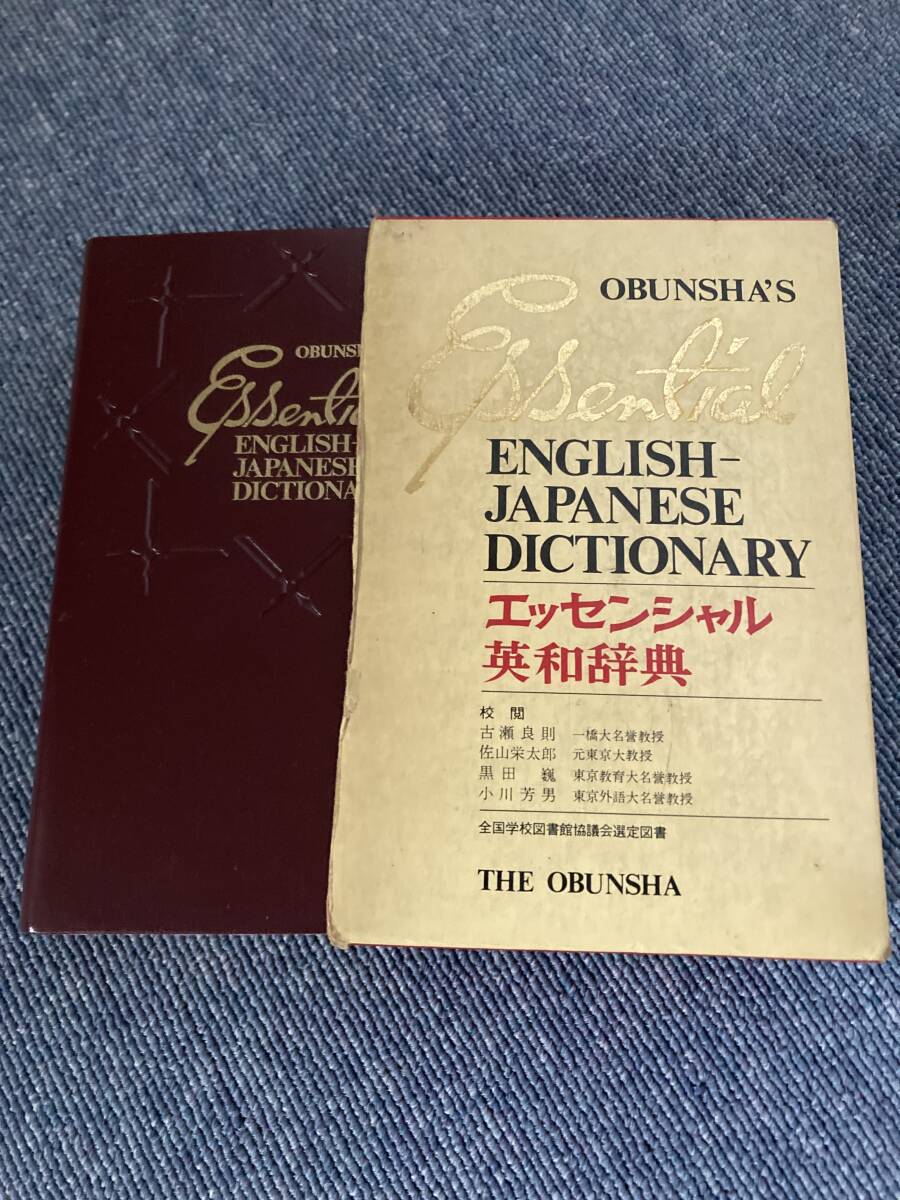 OBUNSH
Essentia
ENGLISH-
JAPANESE
DICTIONA
OBUNSHA'S
Essential
ENGLISH-
JAPANESE
DICTIONARY
エッセンシャル
英和辞典
校閲
古瀬良則 一橋大名誉教授
佐山栄太郎 元東京大教授
黒田巍 東京教育大名誉教授
小川芳男 東京外語大名誉教授
全国学校図書館協議会選定図書
THE OBUNSHA